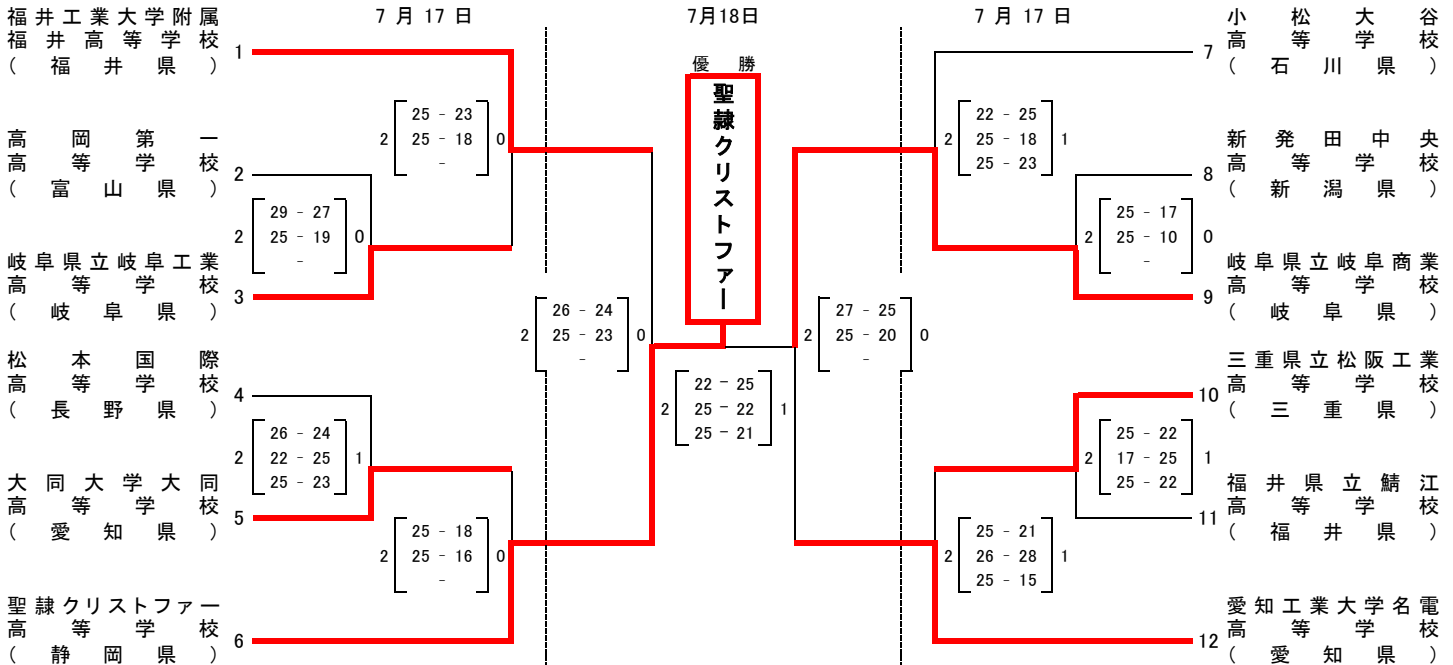 7 月 17 日
7月18日
7 月 17 日
福井工業大学附属
福井高等学校
(福井県)
1
高岡第一
高等学校
(富山県)
2
岐阜県立岐阜工業
高等学校
(岐阜県)
3
松本国際
高等学校
(長野県)
4
大同大学大同
高等学校
(愛知県)
5
聖隷クリストファー
高等学校
(静岡県)
6
2
25 - 23
25 - 18
-
0
2
29 - 27
25 - 19
-
0
2
26 - 24
22 - 25
25 - 23
1
2
25 - 18
25 - 16
-
0
2
26 - 24
25 - 23
-
0
優勝
聖隷クリストファー
2
22 - 25
25 - 22
25 - 21
1
2
27 - 25
25 - 20
-
0
2
22 - 25
25 - 18
25 - 23
1
2
25 - 17
25 - 10
-
0
2
25 - 22
17 - 25
25 - 22
1
2
25 - 21
26 - 28
25 - 15
1
7
小松大谷
高等学校
(石川県)
8
新発田中央
高等学校
(新潟県)
9
岐阜県立岐阜商業
高等学校
(岐阜県)
10
三重県立松阪工業
高等学校
(三重県)
11
福井県立鯖江
高等学校
(福井県)
12
愛知工業大学名電
高等学校
(愛知県)